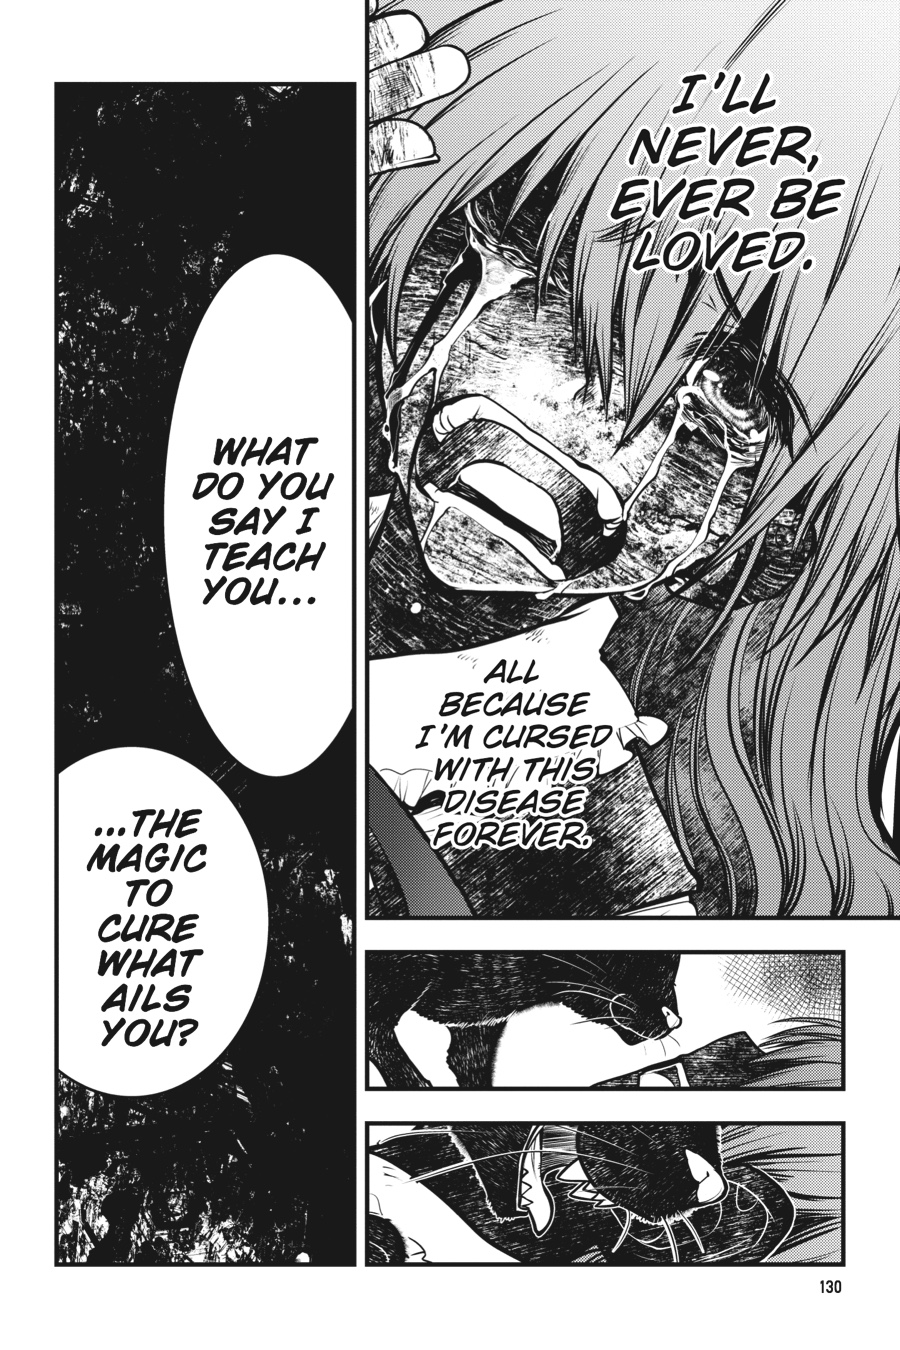 I'LL
NEVER,
EVER BE
LOVED.
ALL
BECAUSE
I'M CURSED
WITH THIS
DISEASE
FOREVER.
WHAT
DO YOU
SAY I
TEACH
YOU...
...THE
MAGIC
TO
CURE
WHAT
AILS
YOU?
130